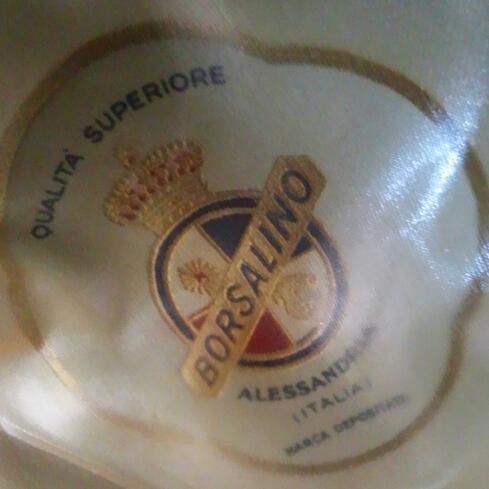 QUALITA' SUPERIORE
BORSALINO
ALESSANDRIA
(ITALIA)
MARCA DEPOSITATA